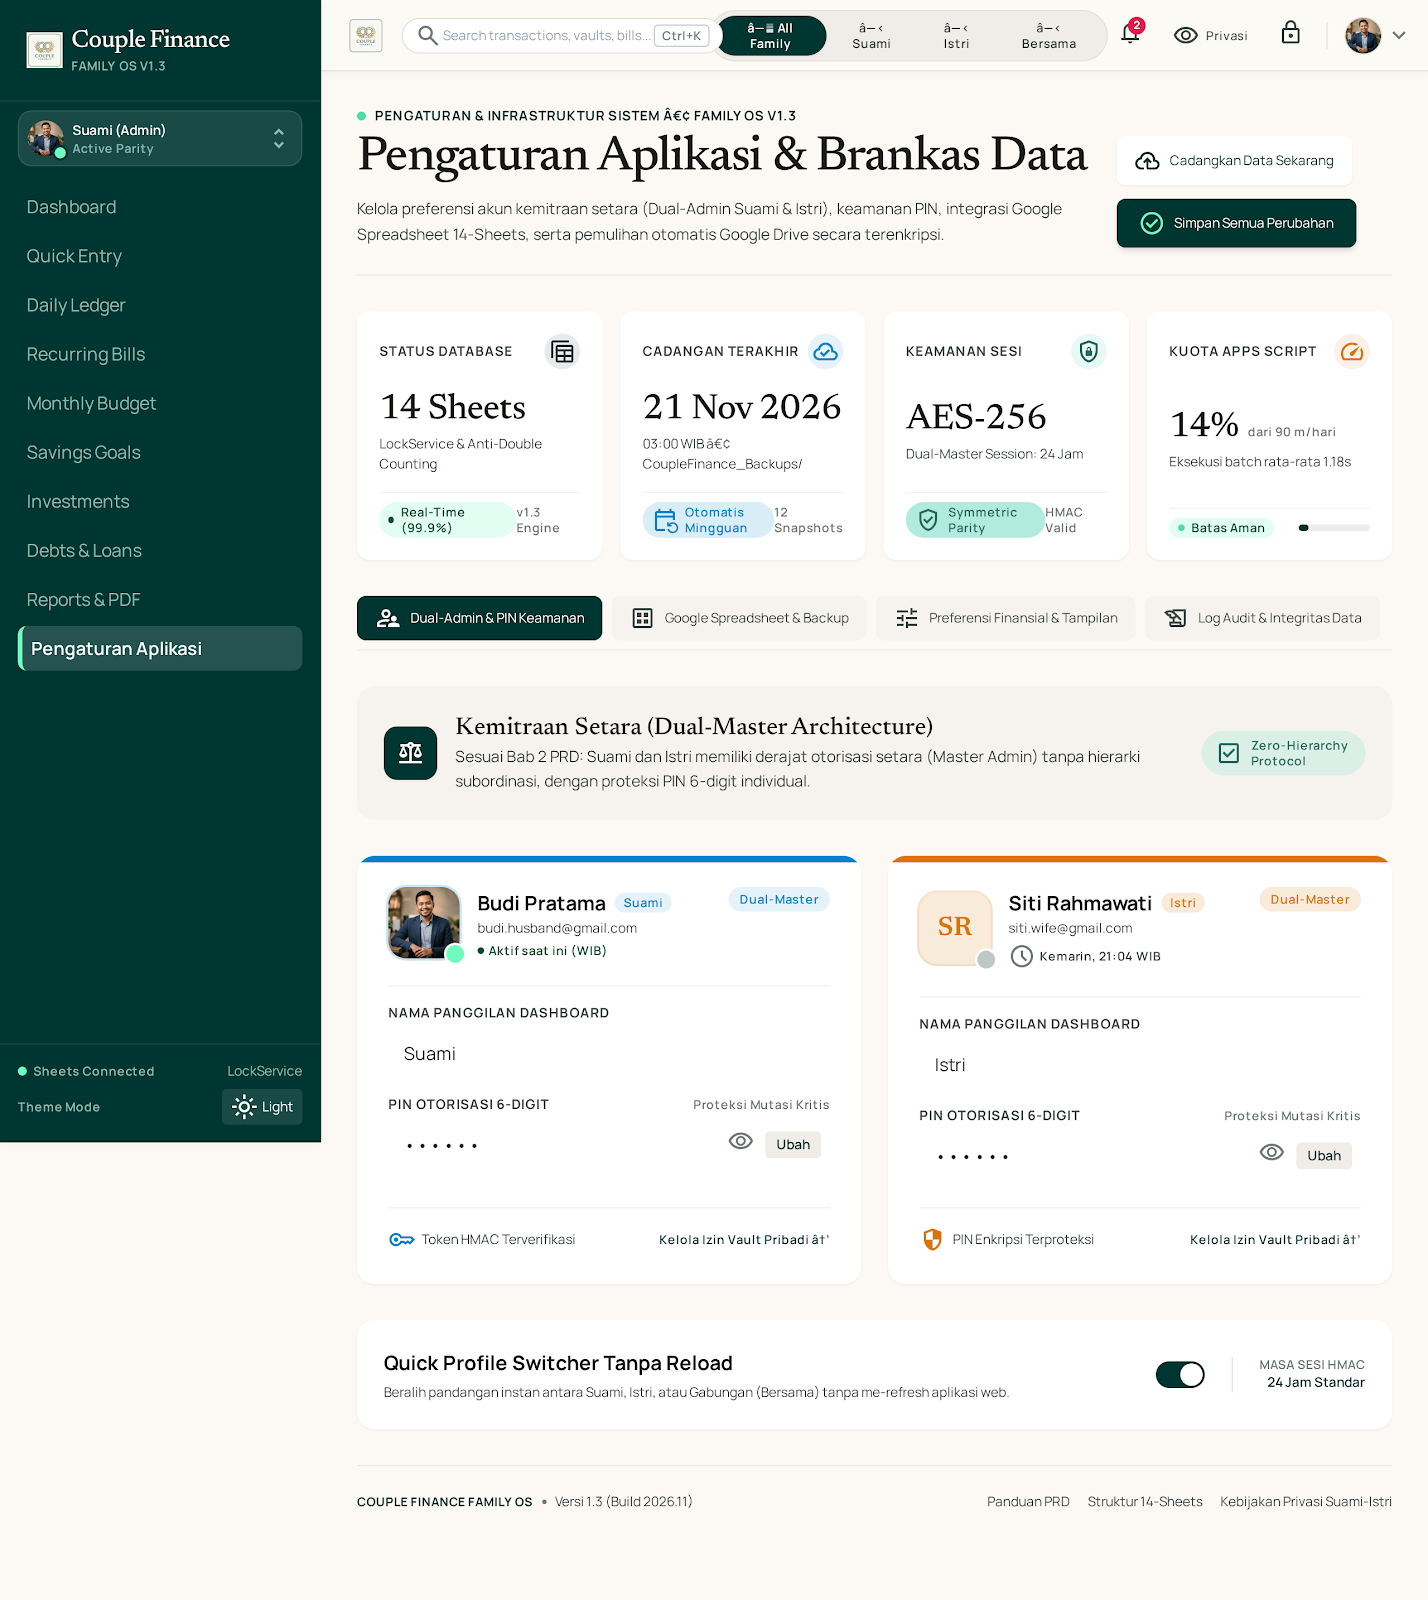 Couple Finance
FAMILY OS V1.3
Suami (Admin)
Active Parity
Dashboard
Quick Entry
Daily Ledger
Recurring Bills
Monthly Budget
Savings Goals
Investments
Debts & Loans
Reports & PDF
Pengaturan Aplikasi
Sheets Connected
LockService
Theme Mode
Light
Search transactions, vaults, bills...
Ctrl+K
All
Family
â—‹
Suami
â—‹
Istri
â—‹
Bersama
2
Privasi
PENGATURAN & INFRASTRUKTUR SISTEM â€¢ FAMILY OS V1.3
Pengaturan Aplikasi & Brankas Data
Kelola preferensi akun kemitraan setara (Dual-Admin Suami & Istri), keamanan PIN, integrasi Google
Spreadsheet 14-Sheets, serta pemulihan otomatis Google Drive secara terenkripsi.
Cadangkan Data Sekarang
Simpan Semua Perubahan
STATUS DATABASE
14 Sheets
LockService & Anti-Double
Counting
Real-Time
(99.9%)
v1.3
Engine
CADANGAN TERAKHIR
21 Nov 2026
03:00 WIB â€¢
CoupleFinance_Backups/
Otomatis
Mingguan
12
Snapshots
KEAMANAN SESI
AES-256
Dual-Master Session: 24 Jam
Symmetric
Parity
HMAC
Valid
KUOTA APPS SCRIPT
14% dari 90 m/hari
Eksekusi batch rata-rata 1.18s
Batas Aman
Dual-Admin & PIN Keamanan
Google Spreadsheet & Backup
Preferensi Finansial & Tampilan
Log Audit & Integritas Data
Kemitraan Setara (Dual-Master Architecture)
Sesuai Bab 2 PRD: Suami dan Istri memiliki derajat otorisasi setara (Master Admin) tanpa hierarki
subordinasi, dengan proteksi PIN 6-digit individual.
Zero-Hierarchy
Protocol
Budi Pratama
Suami
Dual-Master
budi.husband@gmail.com
Aktif saat ini (WIB)
NAMA PANGGILAN DASHBOARD
Suami
PIN OTORISASI 6-DIGIT
Proteksi Mutasi Kritis
••••••
Ubah
Token HMAC Terverifikasi
Kelola Izin Vault Pribadi â†’
SR
Siti Rahmawati
Istri
Dual-Master
siti.wife@gmail.com
Kemarin, 21:04 WIB
NAMA PANGGILAN DASHBOARD
Istri
PIN OTORISASI 6-DIGIT
Proteksi Mutasi Kritis
••••••
Ubah
PIN Enkripsi Terproteksi
Kelola Izin Vault Pribadi â†’
Quick Profile Switcher Tanpa Reload
Beralih pandangan instan antara Suami, Istri, atau Gabungan (Bersama) tanpa me-refresh aplikasi web.
MASA SESI HMAC
24 Jam Standar
COUPLE FINANCE FAMILY OS • Versi 1.3 (Build 2026.11)
Panduan PRD
Struktur 14-Sheets
Kebijakan Privasi Suami-Istri